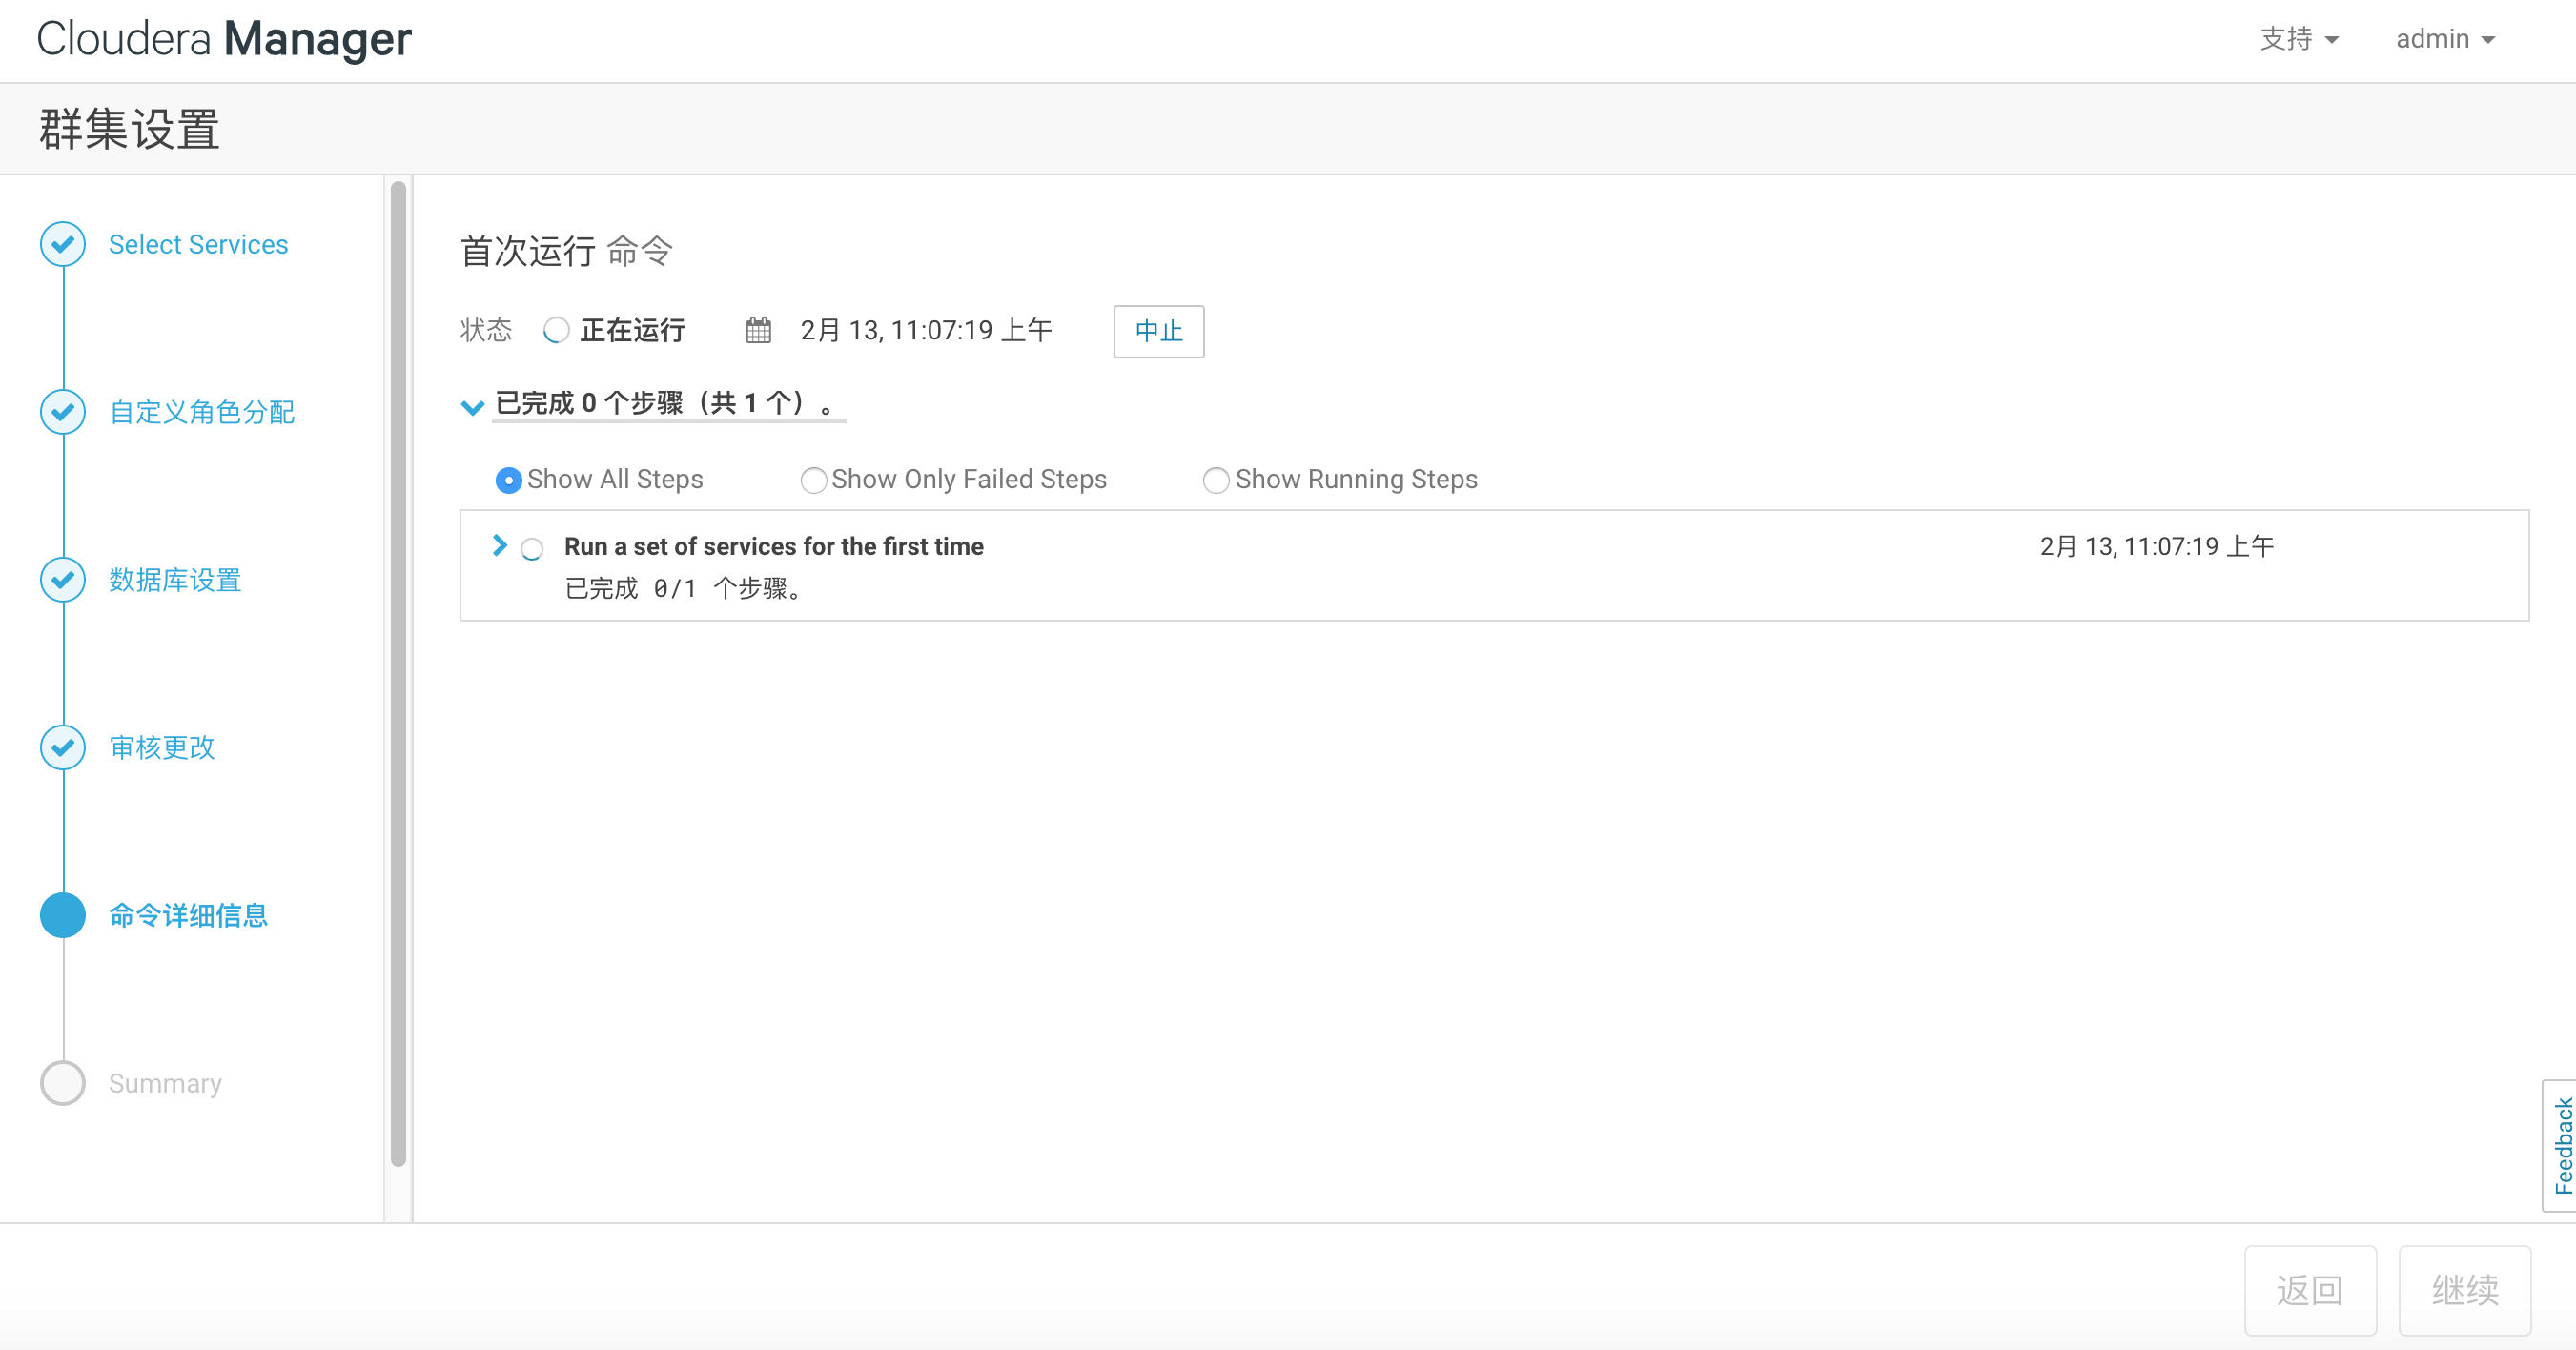 Cloudera Manager
支持
admin
群集设置
Select Services
自定义角色分配
数据库设置
审核更改
命令详细信息
Summary
首次运行 命令
状态 正在运行 2月 13, 11:07:19 上午 中止
已完成 0 个步骤（共 1 个）。
Show All Steps Show Only Failed Steps Show Running Steps
Run a set of services for the first time 2月 13, 11:07:19 上午
已完成 0/1 个步骤。
Feedback
返回 继续